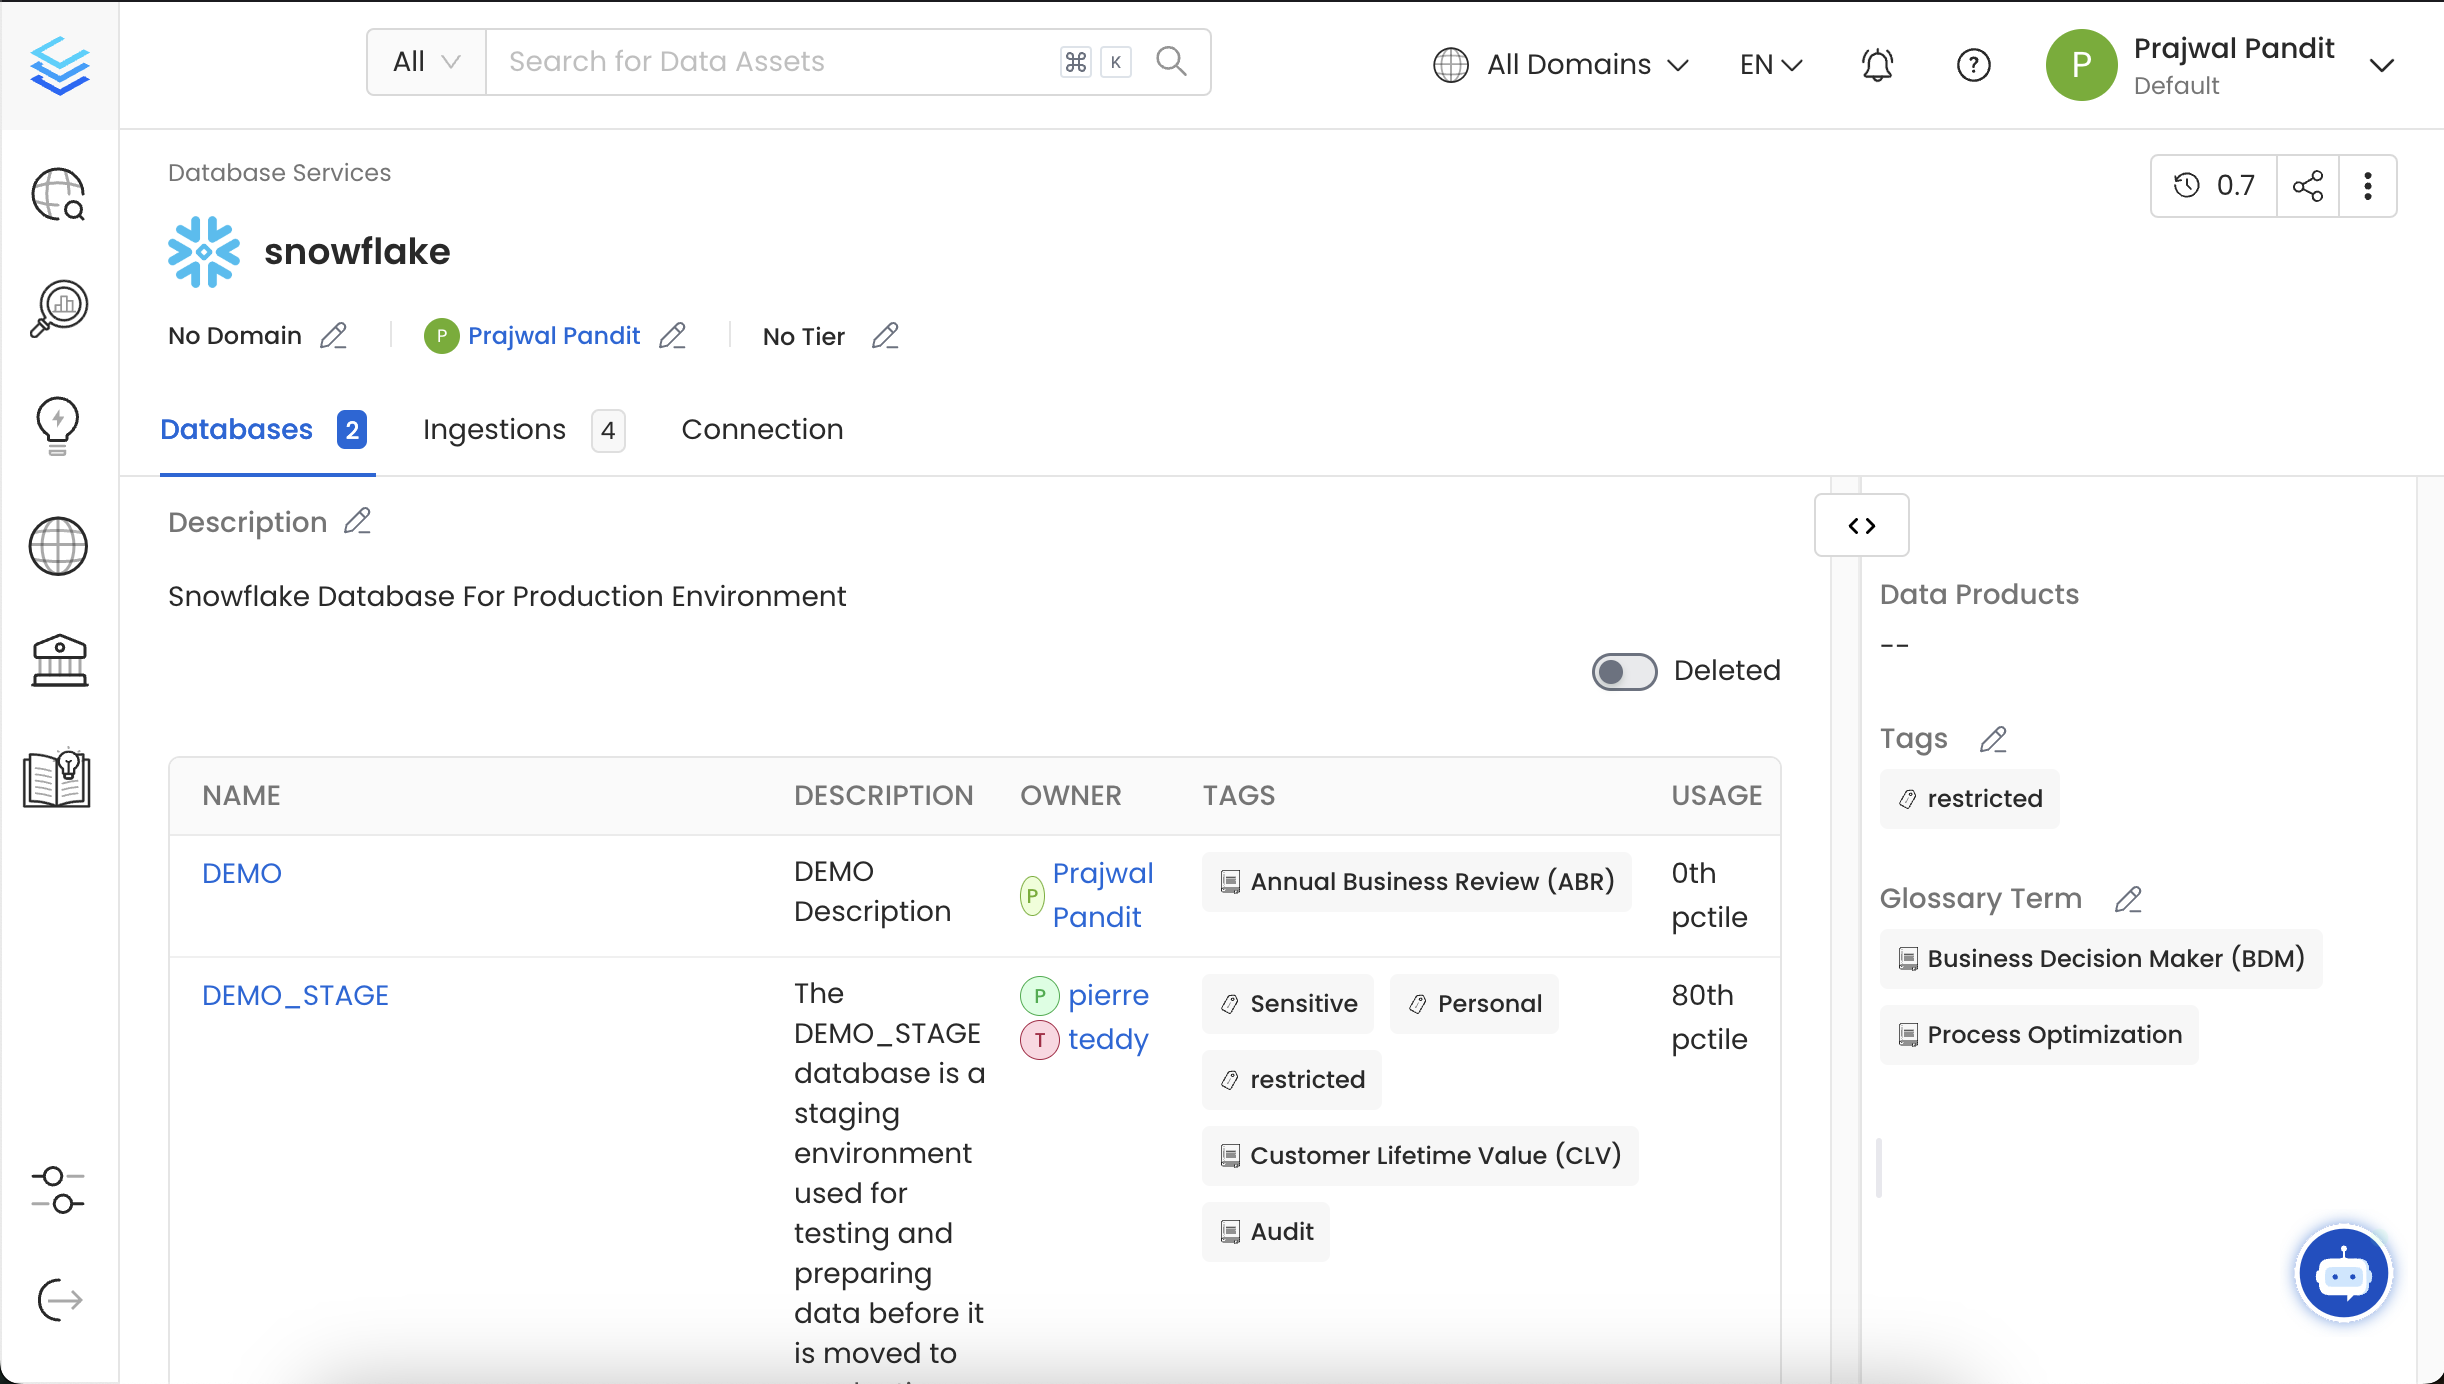 All
Search for Data Assets
⌘ K
All Domains
EN
P
Prajwal Pandit
Default
Database Services
0.7
snowflake
No Domain
P Prajwal Pandit
No Tier
Databases 2
Ingestions 4
Connection
Description
Snowflake Database For Production Environment
Deleted
NAME DESCRIPTION OWNER TAGS USAGE
DEMO
DEMO
Description
P
Prajwal
Pandit
Annual Business Review (ABR)
0th
pctile
DEMO_STAGE
The
DEMO_STAGE
database is a
staging
environment
used for
testing and
preparing
data before it
is moved to
P pierre
T teddy
Sensitive
Personal
restricted
Customer Lifetime Value (CLV)
Audit
80th
pctile
Data Products
--
Tags
restricted
Glossary Term
Business Decision Maker (BDM)
Process Optimization